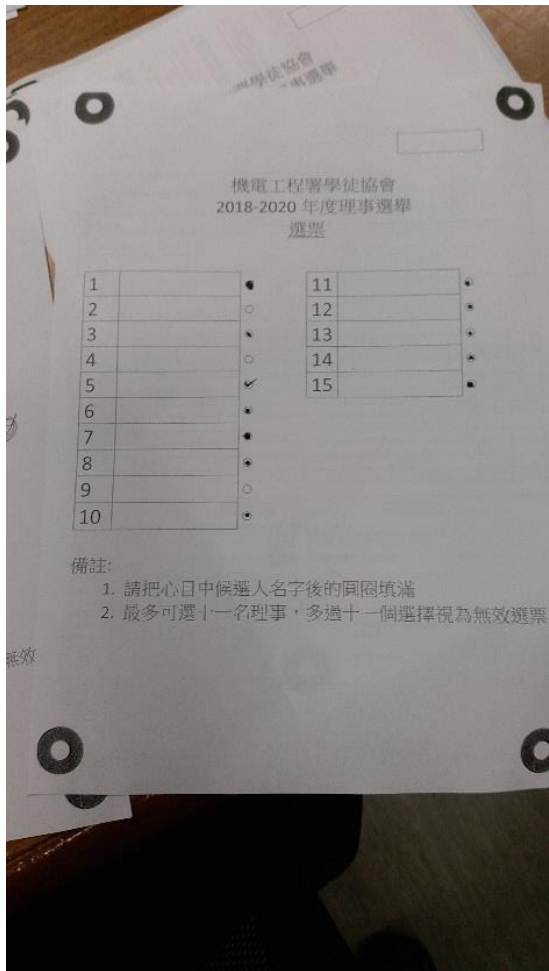 學徒協會
機電工程署學徒協會
2018-2020 年度理事選舉
選票
1
2
3
4
5
6
7
8
9
10
11
12
13
14
15
備註:
1. 請把心目中候選人名字後的圓圈填滿
2. 最多可選十一名理事，多過十一個選擇視為無效選票
無效